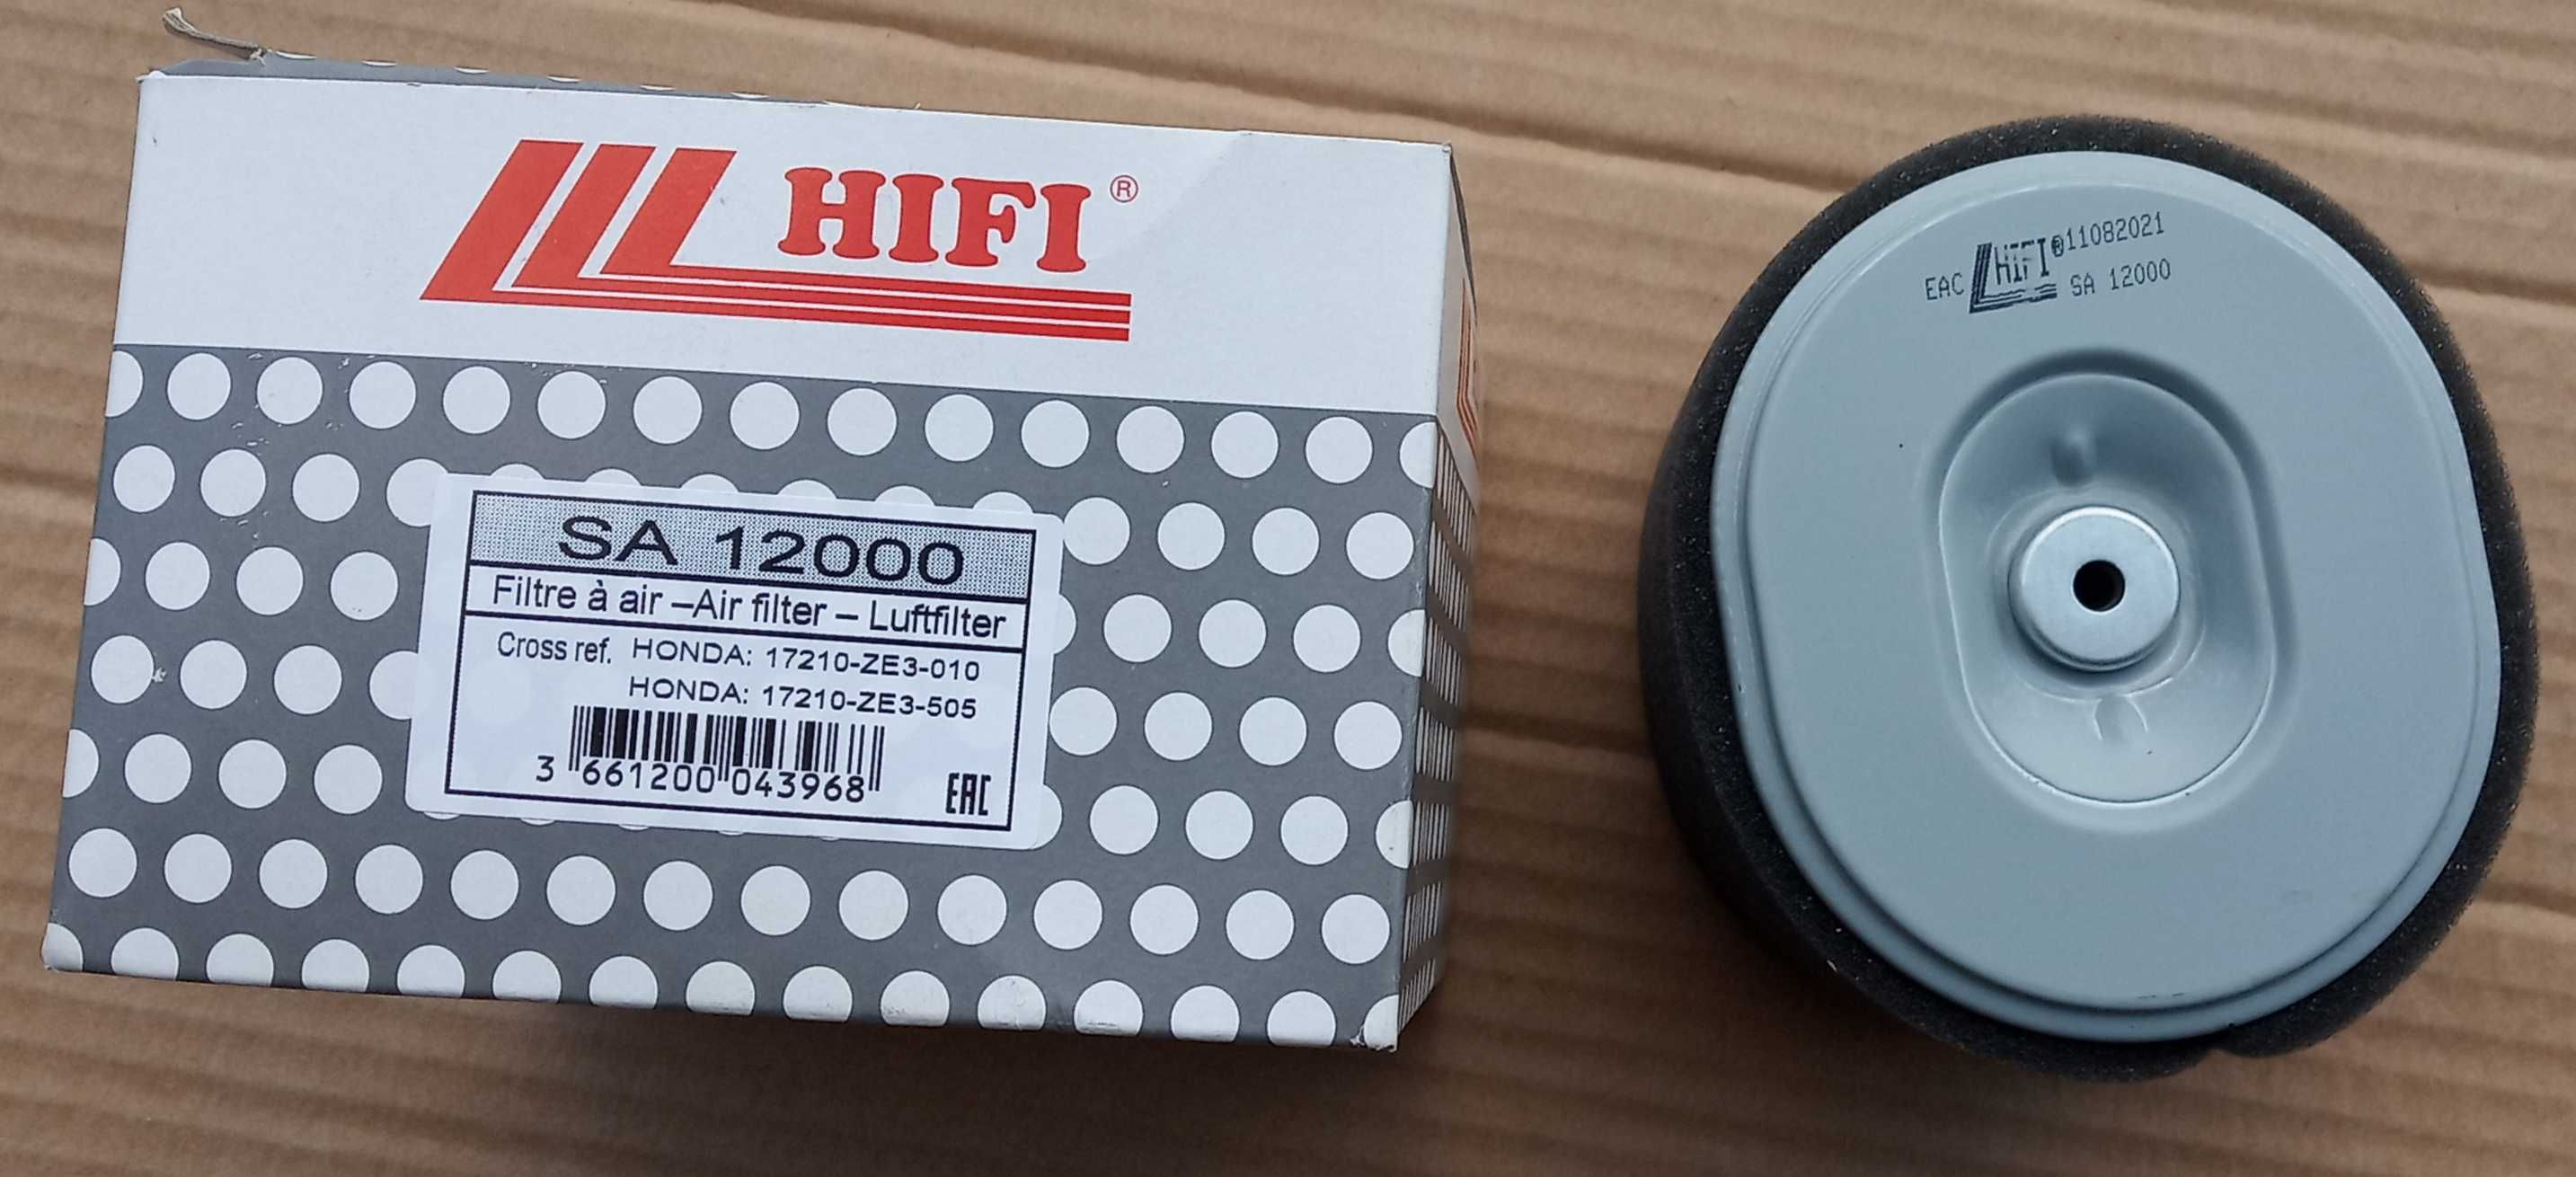 HIFI®
SA 12000
Filtre à air –Air filter – Luftfilter
Cross ref. HONDA: 17210-ZE3-010
HONDA: 17210-ZE3-505
3 661200 043968
EAC
EAC HIFI® 11082021
SA 12000